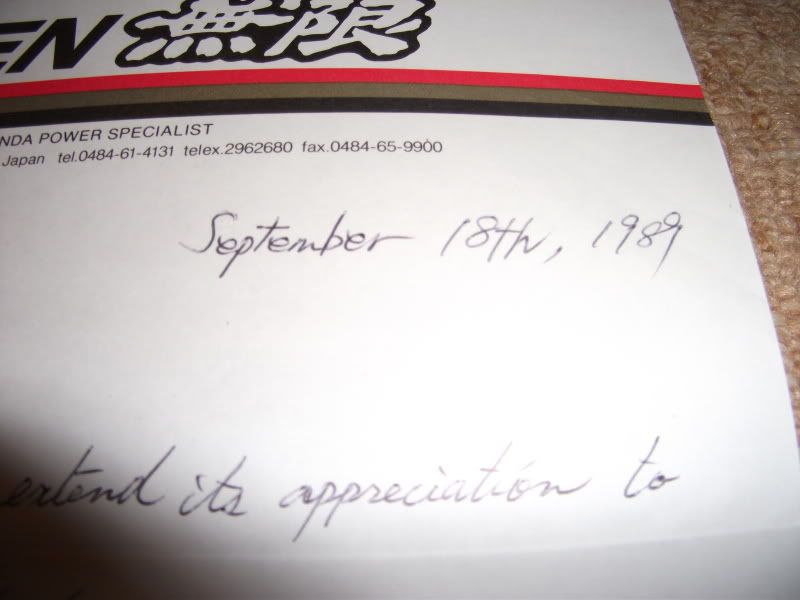 EN 無限
NDA POWER SPECIALIST
Japan tel.0484-61-4131 telex.2962680 fax.0484-65-9900
September 18th, 1989
extend its appreciation to